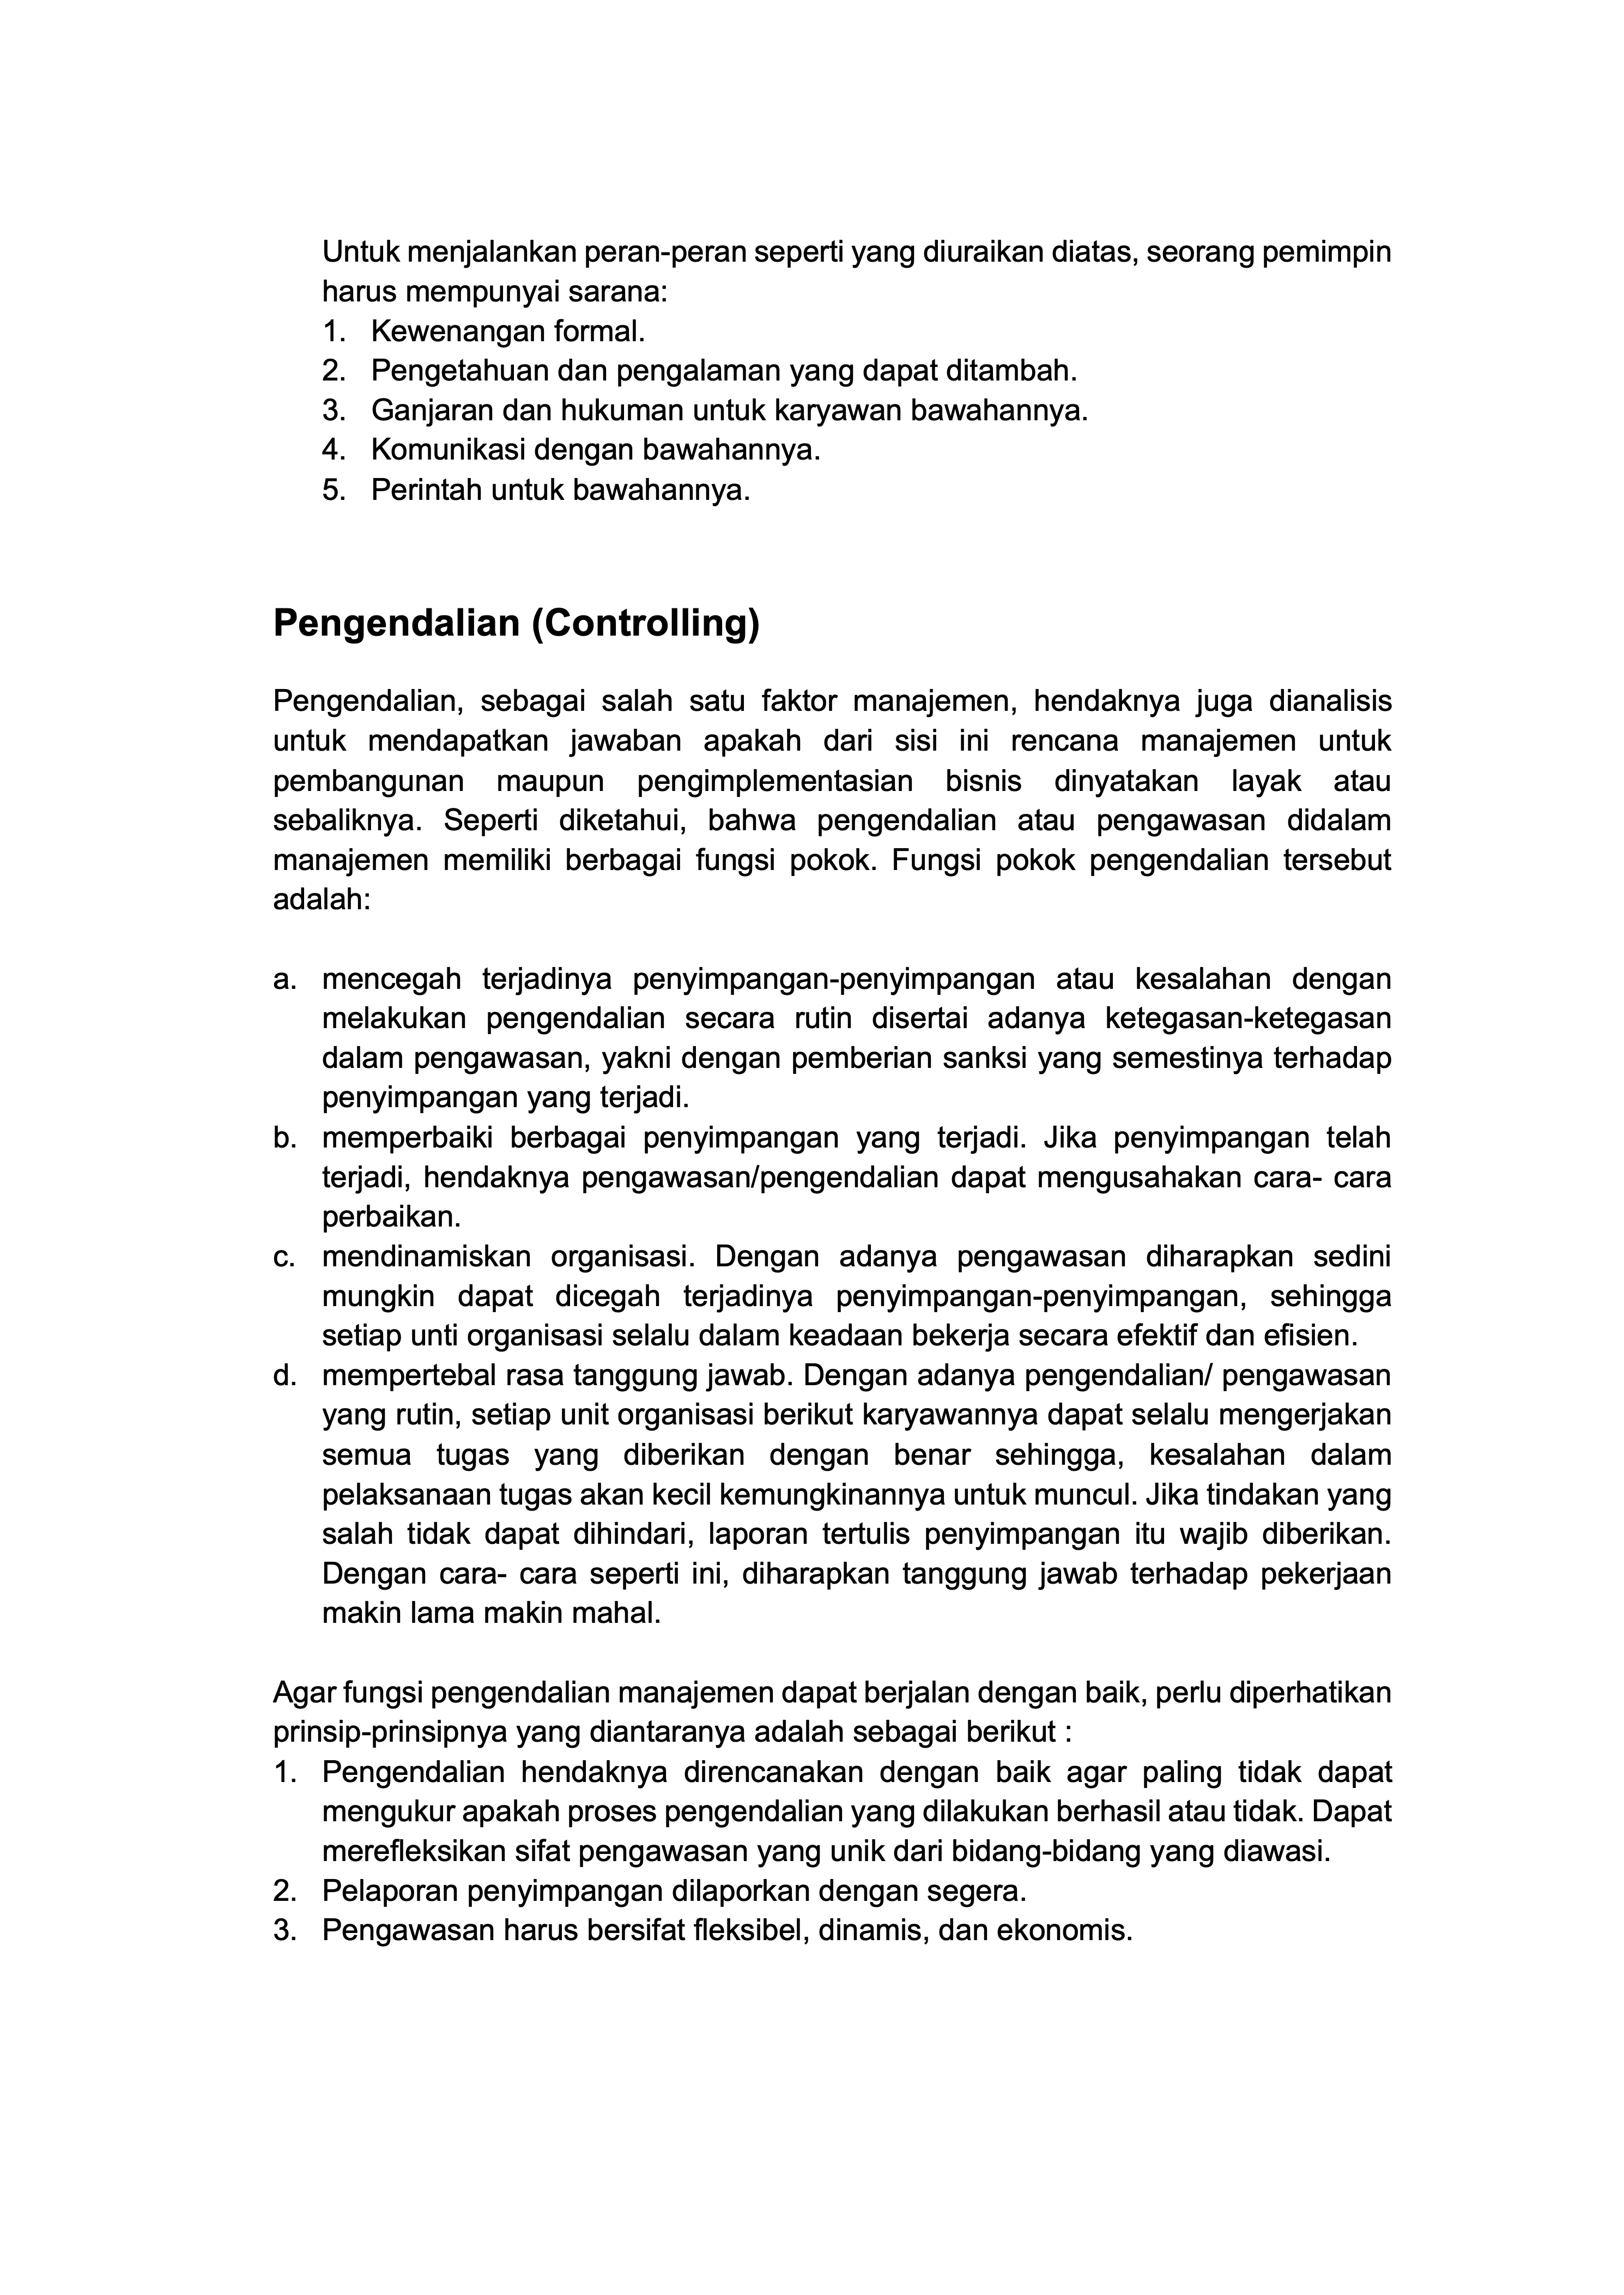 Untuk menjalankan peran-peran seperti yang diuraikan diatas, seorang pemimpin
harus mempunyai sarana:
1. Kewenangan formal.
2. Pengetahuan dan pengalaman yang dapat ditambah.
3. Ganjaran dan hukuman untuk karyawan bawahannya.
4. Komunikasi dengan bawahannya.
5. Perintah untuk bawahannya.
Pengendalian (Controlling)
Pengendalian, sebagai salah satu faktor manajemen, hendaknya juga dianalisis
untuk mendapatkan jawaban apakah dari sisi ini rencana manajemen untuk
pembangunan maupun pengimplementasian bisnis dinyatakan layak atau
sebaliknya. Seperti diketahui, bahwa pengendalian atau pengawasan didalam
manajemen memiliki berbagai fungsi pokok. Fungsi pokok pengendalian tersebut
adalah:
a. mencegah terjadinya penyimpangan-penyimpangan atau kesalahan dengan
melakukan pengendalian secara rutin disertai adanya ketegasan-ketegasan
dalam pengawasan, yakni dengan pemberian sanksi yang semestinya terhadap
penyimpangan yang terjadi.
b. memperbaiki berbagai penyimpangan yang terjadi. Jika penyimpangan telah
terjadi, hendaknya pengawasan/pengendalian dapat mengusahakan cara- cara
perbaikan.
c. mendinamiskan organisasi. Dengan adanya pengawasan diharapkan sedini
mungkin dapat dicegah terjadinya penyimpangan-penyimpangan, sehingga
setiap unti organisasi selalu dalam keadaan bekerja secara efektif dan efisien.
d. mempertebal rasa tanggung jawab. Dengan adanya pengendalian/ pengawasan
yang rutin, setiap unit organisasi berikut karyawannya dapat selalu mengerjakan
semua tugas yang diberikan dengan benar sehingga, kesalahan dalam
pelaksanaan tugas akan kecil kemungkinannya untuk muncul. Jika tindakan yang
salah tidak dapat dihindari, laporan tertulis penyimpangan itu wajib diberikan.
Dengan cara- cara seperti ini, diharapkan tanggung jawab terhadap pekerjaan
makin lama makin mahal.
Agar fungsi pengendalian manajemen dapat berjalan dengan baik, perlu diperhatikan
prinsip-prinsipnya yang diantaranya adalah sebagai berikut :
1. Pengendalian hendaknya direncanakan dengan baik agar paling tidak dapat
mengukur apakah proses pengendalian yang dilakukan berhasil atau tidak. Dapat
merefleksikan sifat pengawasan yang unik dari bidang-bidang yang diawasi.
2. Pelaporan penyimpangan dilaporkan dengan segera.
3. Pengawasan harus bersifat fleksibel, dinamis, dan ekonomis.